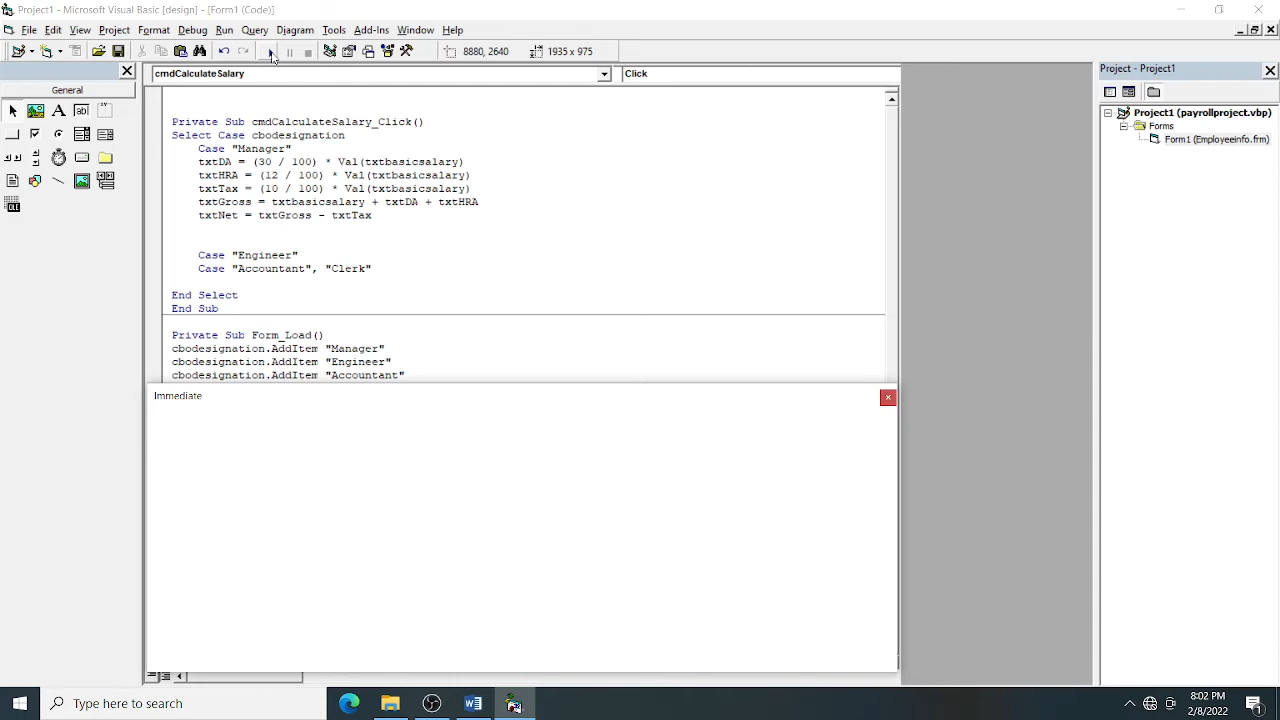 Project1 - Microsoft Visual Basic [design] - [Form1 (Code)]
File Edit View Project Format Debug Run Query Diagram Tools Add-Ins Window Help
8880, 2640 1935 x 975
cmdCalculateSalary Click Project - Project1
General
Private Sub cmdCalculateSalary_Click()
Select Case cbodesignation
Case "Manager"
txtDA = (30 / 100) * Val(txtbasicsalary)
txtHRA = (12 / 100) * Val(txtbasicsalary)
txtTax = (10 / 100) * Val(txtbasicsalary)
txtGross = txtbasicsalary + txtDA + txtHRA
txtNet = txtGross - txtTax
Case "Engineer"
Case "Accountant", "Clerk"
End Select
End Sub
Private Sub Form_Load()
cbodesignation.AddItem "Manager"
cbodesignation.AddItem "Engineer"
cbodesignation.AddItem "Accountant"
Immediate
Project1 (payrollproject.vbp)
Forms
Form1 (Employeeinfo.frm)
Type here to search
8:02 PM
2/8/2022